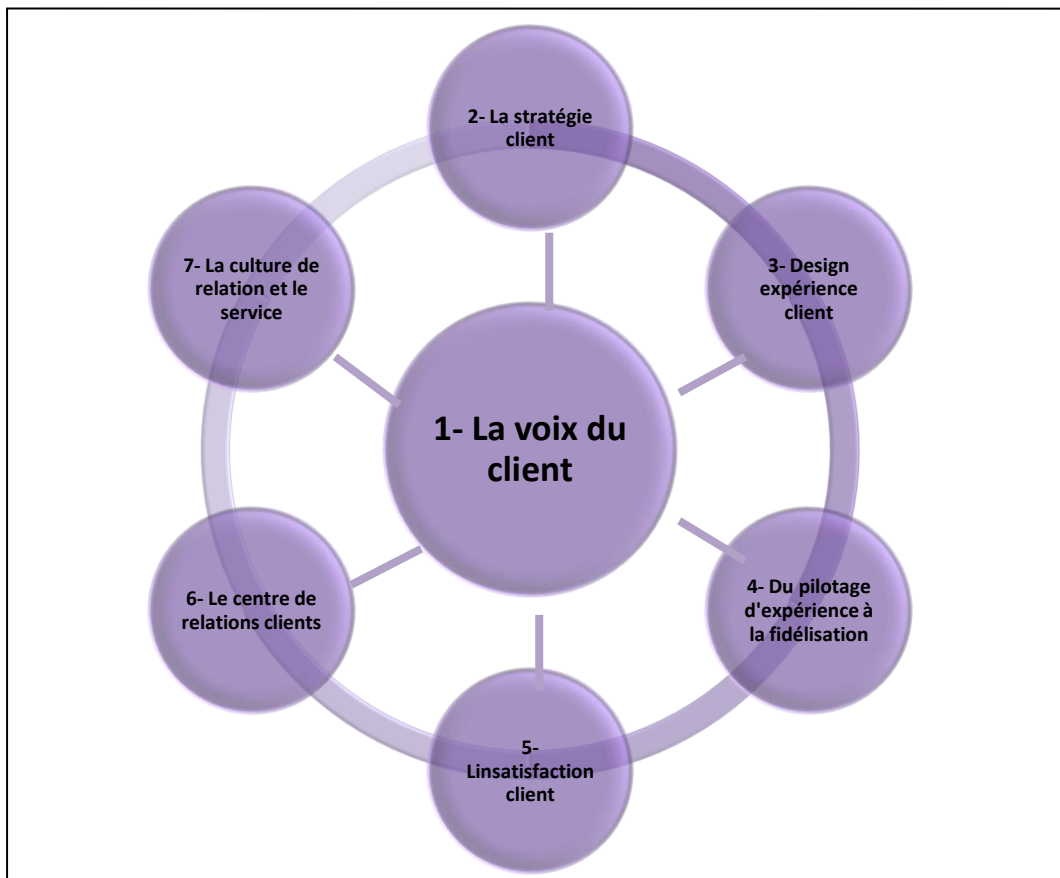 2- La stratégie
client
7- La culture de
relation et le
service
3- Design
expérience
client
1- La voix du
client
6- Le centre de
relations clients
4- Du pilotage
d'expérience à
la fidélisation
5-
Linsatisfaction
client